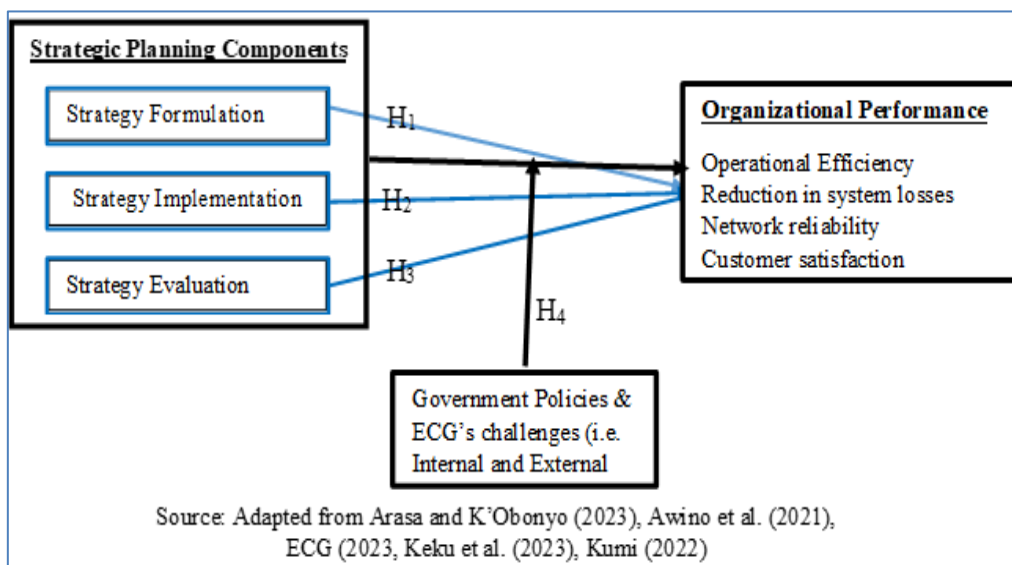 Strategic Planning Components
Strategy Formulation
Strategy Implementation
Strategy Evaluation
H1
H2
H3
H4
Organizational Performance
Operational Efficiency
Reduction in system losses
Network reliability
Customer satisfaction
Government Policies &
ECG’s challenges (i.e.
Internal and External
Source: Adapted from Arasa and K’Obonyo (2023), Awino et al. (2021),
ECG (2023, Keku et al. (2023), Kumi (2022)